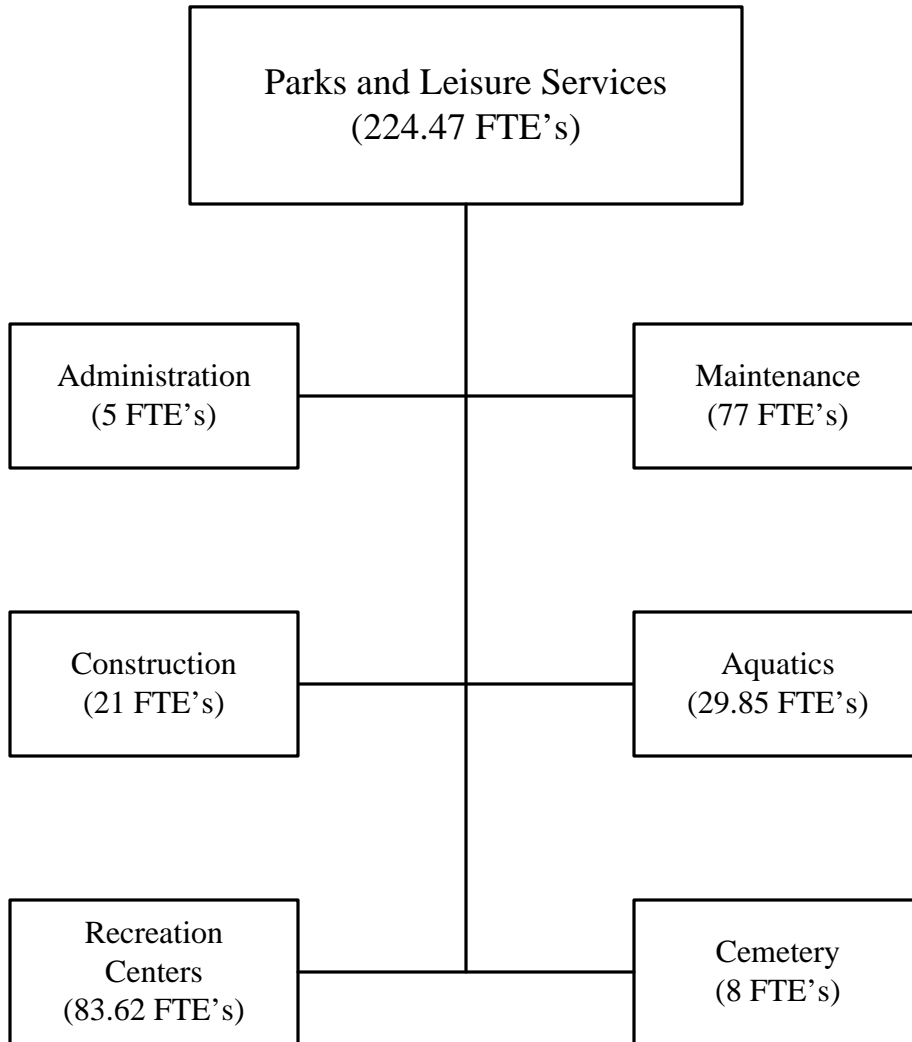 Parks and Leisure Services
(224.47 FTE’s)
Administration
(5 FTE’s)
Maintenance
(77 FTE’s)
Construction
(21 FTE’s)
Aquatics
(29.85 FTE’s)
Recreation
Centers
(83.62 FTE’s)
Cemetery
(8 FTE’s)